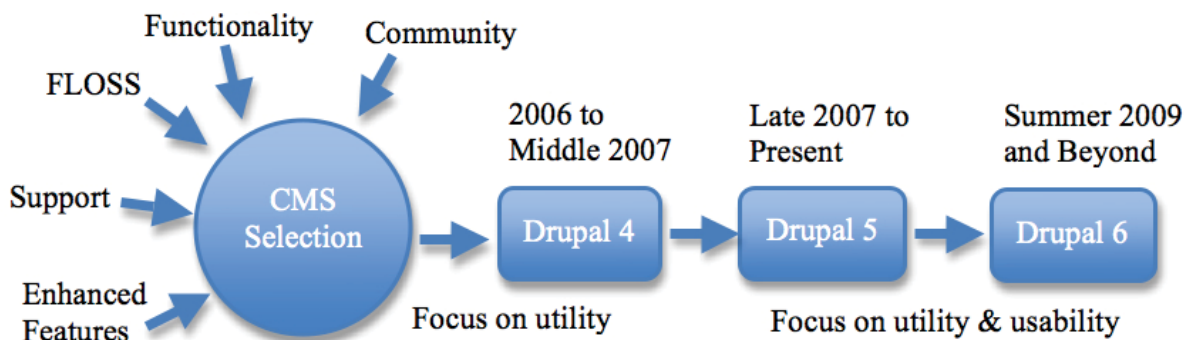 Functionality
Community
FLOSS
Support
Enhanced
Features
CMS
Selection
2006 to
Middle 2007
Drupal 4
Focus on utility
Late 2007 to
Present
Drupal 5
Summer 2009
and Beyond
Drupal 6
Focus on utility & usability